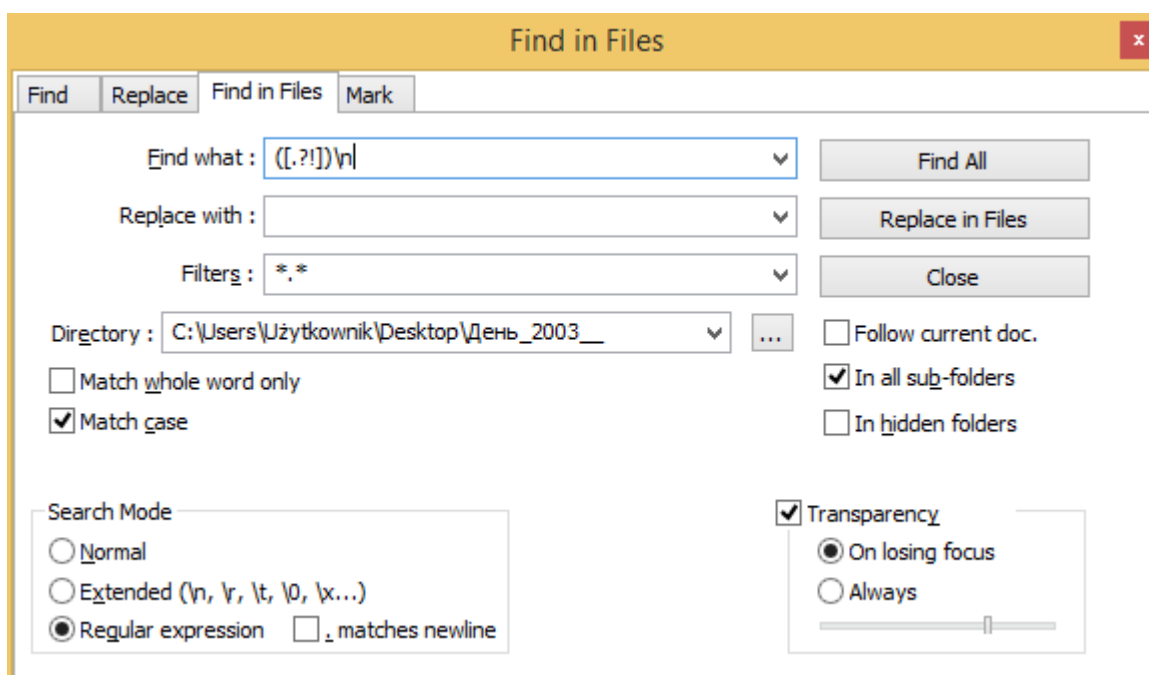 Find in Files
x
Find Replace Find in Files Mark
Find what : ([.?!])\n Find All
Replace with : Replace in Files
Filters : *.* Close
Directory : C:\Users\Użytkownik\Desktop\День_2003__ ... Follow current doc.
Match whole word only In all sub-folders
Match case In hidden folders
Search Mode Transparency
Normal On losing focus
Extended (\n, \r, \t, \0, \x...) Always
Regular expression . matches newline